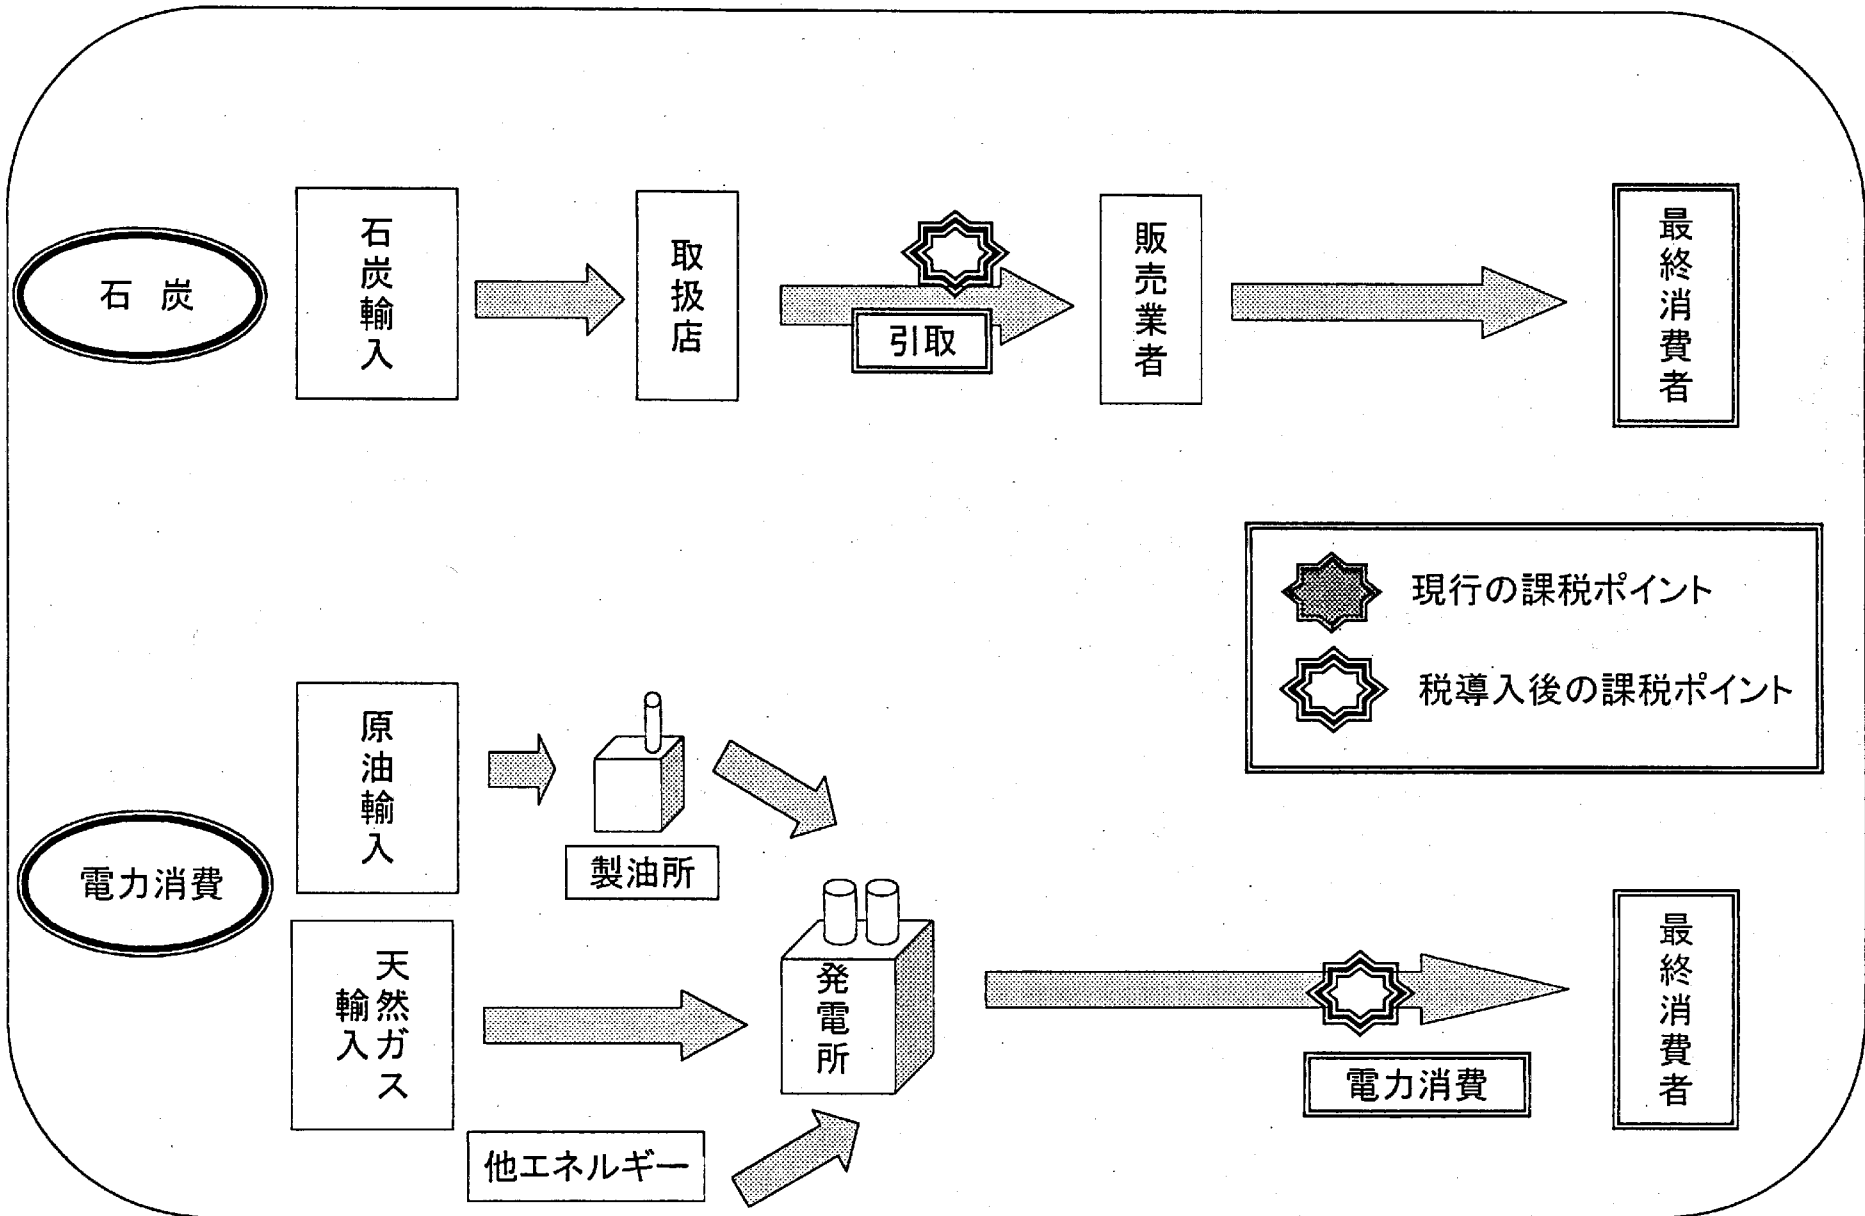 石炭
石炭輸入
取扱店
引取
販売業者
最終消費者
現行の課税ポイント
税導入後の課税ポイント
電力消費
原油輸入
製油所
天然ガス
輸入
他エネルギー
発電所
電力消費
最終消費者